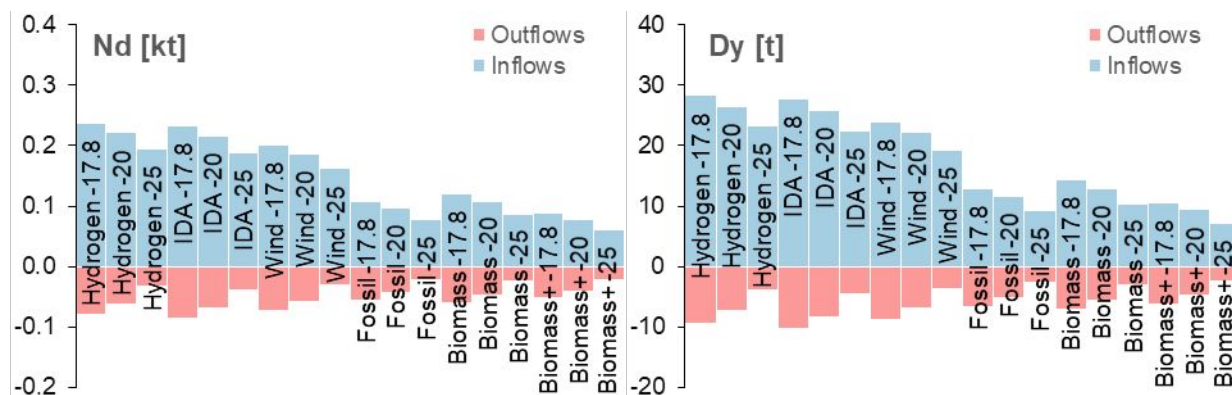 Nd [kt]
Outflows
Inflows
0.4
0.3
0.2
0.1
0.0
-0.1
-0.2
Hydrogen -17.8
Hydrogen -20
Hydrogen -25
IDA -17.8
IDA -20
IDA -25
Wind -17.8
Wind -20
Wind -25
Fossil -17.8
Fossil -20
Fossil -25
Biomass -17.8
Biomass -20
Biomass -25
Biomass+ -17.8
Biomass+ -20
Biomass+ -25
Dy [t]
Outflows
Inflows
40
30
20
10
0
-10
-20
Hydrogen -17.8
Hydrogen -20
Hydrogen -25
IDA -17.8
IDA -20
IDA -25
Wind -17.8
Wind -20
Wind -25
Fossil -17.8
Fossil -20
Fossil -25
Biomass -17.8
Biomass -20
Biomass -25
Biomass+ -17.8
Biomass+ -20
Biomass+ -25